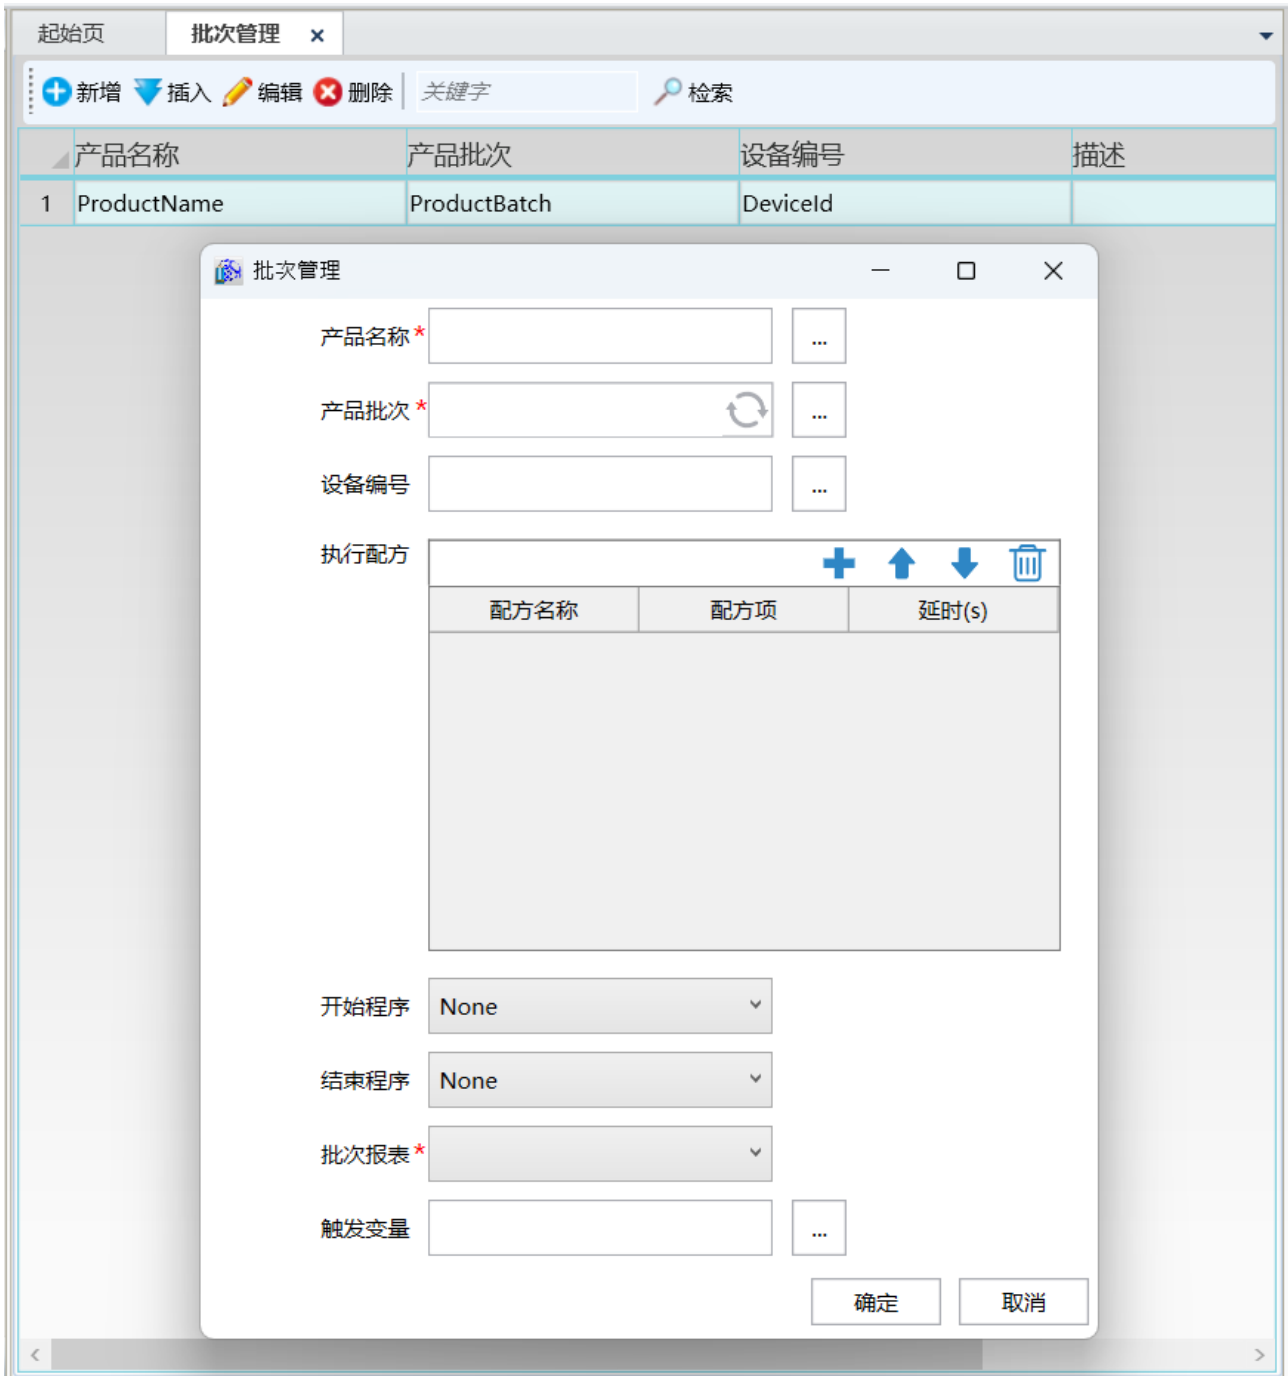 起始页 批次管理
新增 插入 编辑 删除 关键字 检索
产品名称 产品批次 设备编号 描述
1 ProductName ProductBatch DeviceId
批次管理
产品名称* ...
产品批次* ...
设备编号 ...
执行配方
配方名称 配方项 延时(s)
开始程序 None
结束程序 None
批次报表*
触发变量 ...
确定 取消